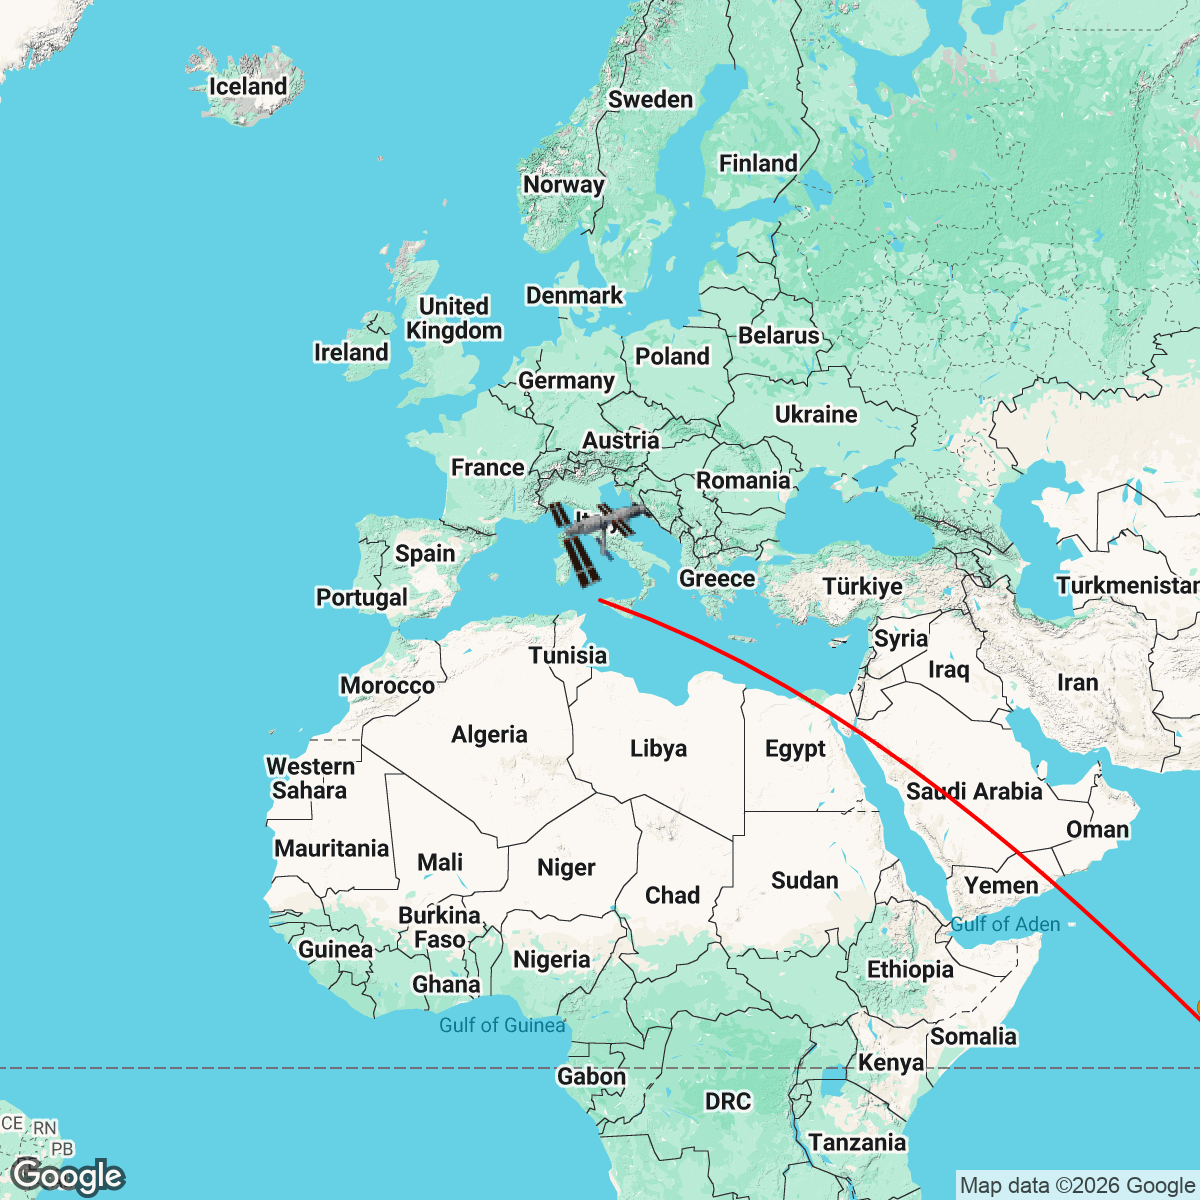 Iceland
Sweden
Finland
Norway
Denmark
United
Kingdom
Ireland
Belarus
Poland
Germany
Ukraine
Austria
France
Romania
Spain
Greece
Türkiye
Turkmenistan
Portugal
Syria
Tunisia
Iraq
Iran
Morocco
Algeria
Libya
Egypt
Western
Sahara
Saudi Arabia
Oman
Mauritania
Mali
Niger
Chad
Sudan
Yemen
Burkina
Faso
Gulf of Aden
Guinea
Nigeria
Ethiopia
Ghana
Gulf of Guinea
Somalia
Kenya
Gabon
DRC
CE
RN
PB
Tanzania
Google
Map data ©2026 Google